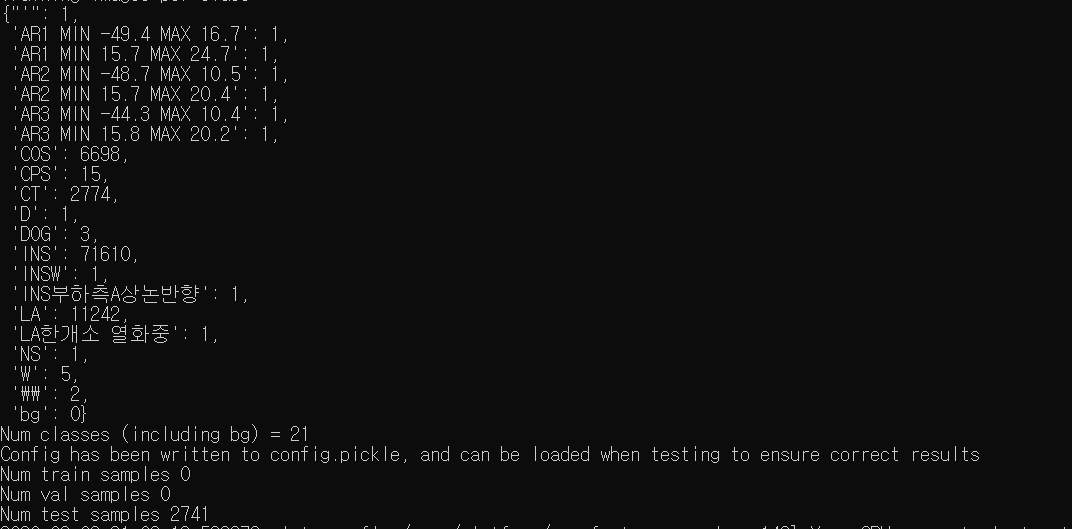 {"'": 1,
'AR1 MIN -49.4 MAX 16.7': 1,
'AR1 MIN 15.7 MAX 24.7': 1,
'AR2 MIN -48.7 MAX 10.5': 1,
'AR2 MIN 15.7 MAX 20.4': 1,
'AR3 MIN -44.3 MAX 10.4': 1,
'AR3 MIN 15.8 MAX 20.2': 1,
'COS': 6698,
'CPS': 15,
'CT': 2774,
'D': 1,
'DOG': 3,
'INS': 71610,
'INSW': 1,
'INS부하측A상논반향': 1,
'LA': 11242,
'LA한개소 열화중': 1,
'NS': 1,
'W': 5,
'₩₩': 2,
'bg': 0}
Num classes (including bg) = 21
Config has been written to config.pickle, and can be loaded when testing to ensure correct results
Num train samples 0
Num val samples 0
Num test samples 2741